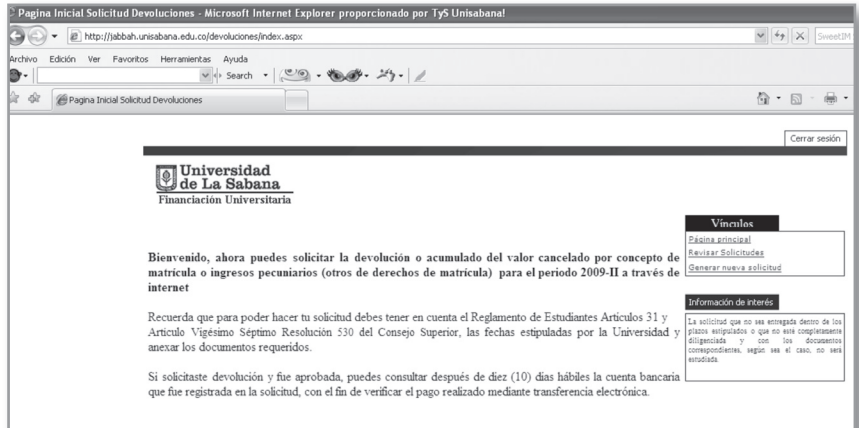 Pagina Inicial Solicitud Devoluciones - Microsoft Internet Explorer proporcionado por TyS Unisabana!
http://jabbah.unisabana.edu.co/devoluciones/index.aspx
SweetIM
Archivo Edición Ver Favoritos Herramientas Ayuda
Search
Pagina Inicial Solicitud Devoluciones
Cerrar sesión
Universidad
de La Sabana
Financiación Universitaria
Vínculos
Página principal
Revisar Solicitudes
Generar nueva solicitud
Bienvenido, ahora puedes solicitar la devolución o acumulado del valor cancelado por concepto de
matrícula o ingresos pecuniarios (otros de derechos de matrícula) para el periodo 2009-II a través de
internet
Recuerda que para poder hacer tu solicitud debes tener en cuenta el Reglamento de Estudiantes Articulos 31 y
Articulo Vigésimo Séptimo Resolución 530 del Consejo Superior, las fechas estipuladas por la Universidad y
anexar los documentos requeridos.
Si solicitaste devolución y fue aprobada, puedes consultar después de diez (10) dias hábiles la cuenta bancaria
que fue registrada en la solicitud, con el fin de verificar el pago realizado mediante transferencia electrónica.
Información de interés
La solicitud que no sea entregada dentro de los
plazos estipulados o que no esté completamente
diligenciada y con los documentos
correspondientes, según sea el caso, no será
estudiada.